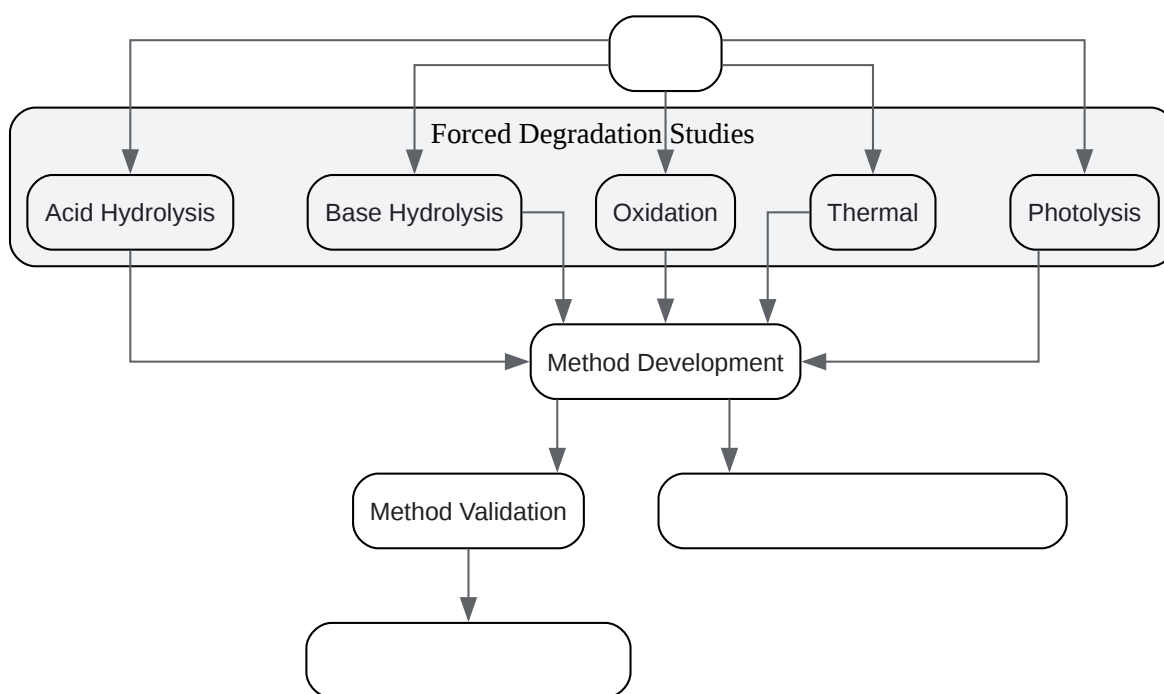 Forced Degradation Studies
Acid Hydrolysis
Base Hydrolysis
Oxidation
Thermal
Photolysis
Method Development
Method Validation